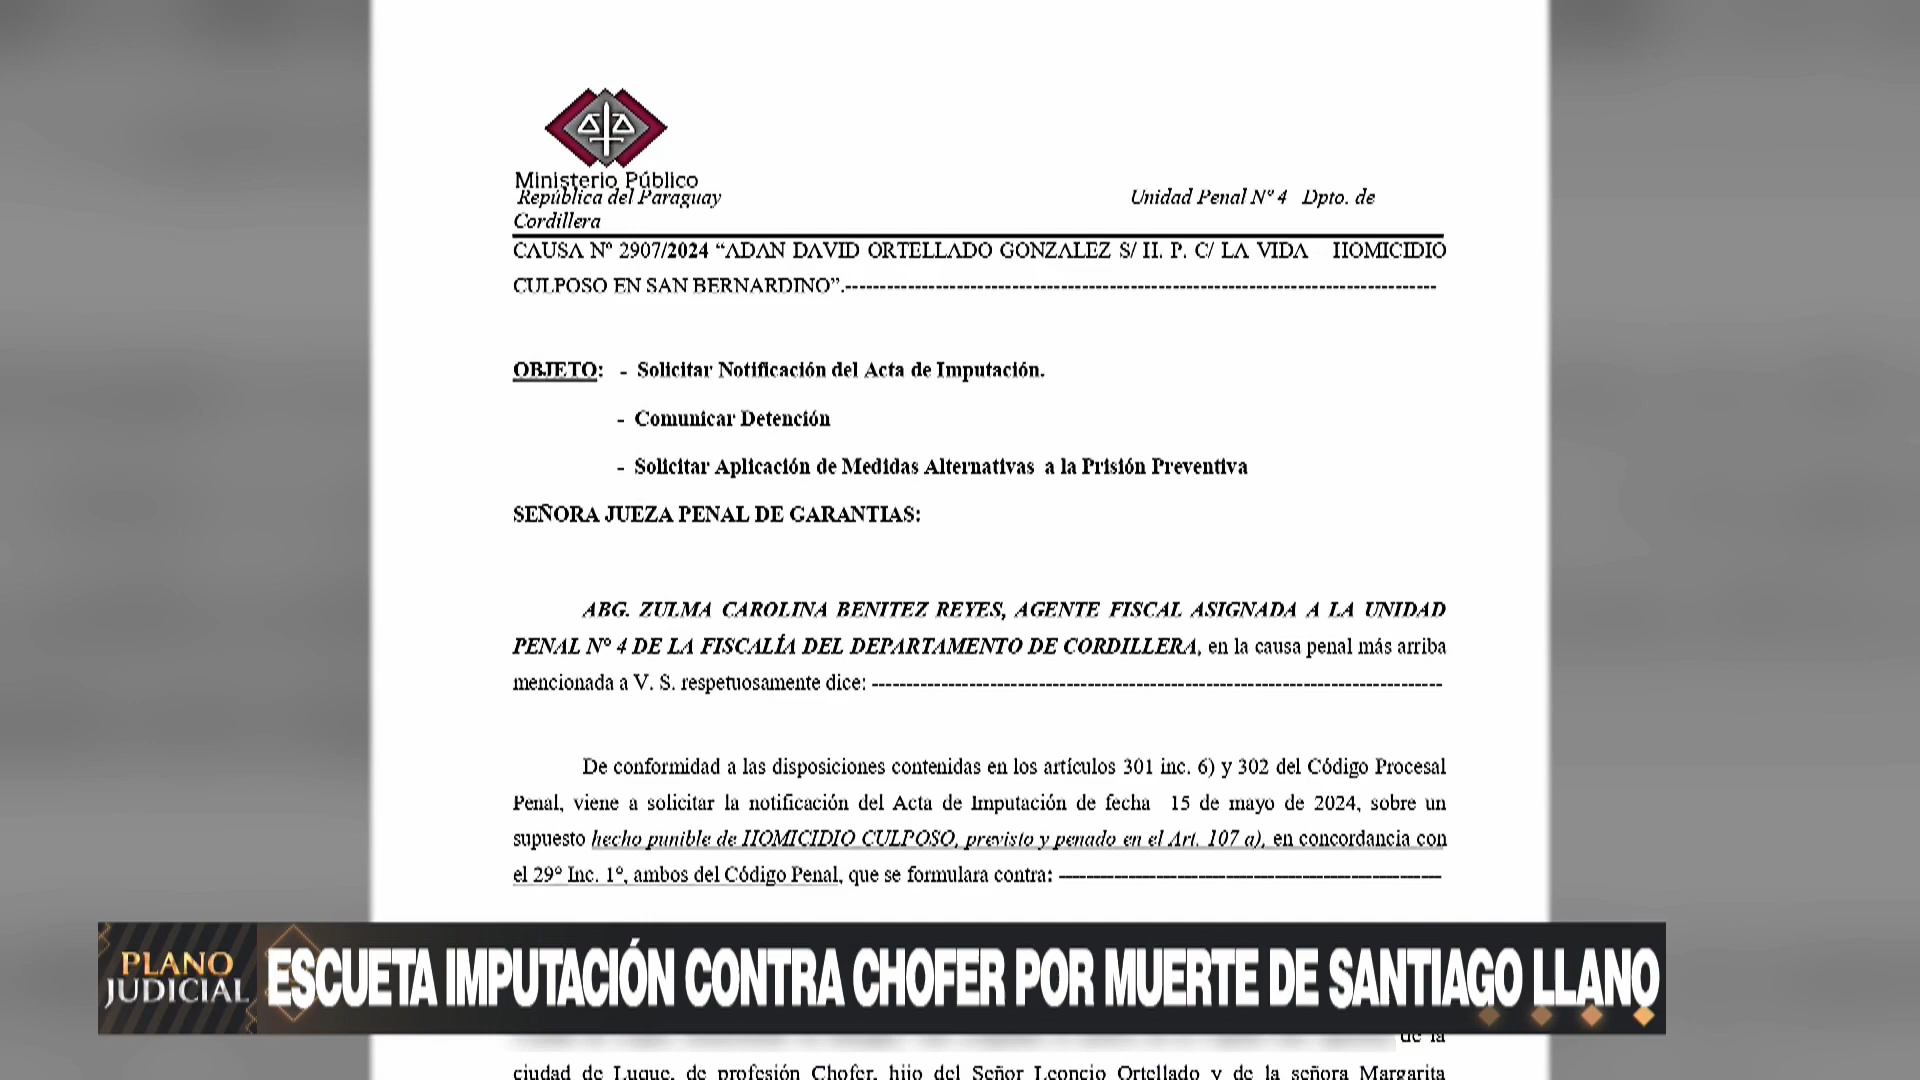 Ministerio Público
República del Paraguay Unidad Penal Nº 4 Dpto. de
Cordillera
CAUSA Nº 2907/2024 “ADAN DAVID ORTELLADO GONZALEZ S/ H. P. C/ LA VIDA HOMICIDIO
CULPOSO EN SAN BERNARDINO”.----------------------------------------------------------------------------------
OBJETO: - Solicitar Notificación del Acta de Imputación.
- Comunicar Detención
- Solicitar Aplicación de Medidas Alternativas a la Prisión Preventiva
SEÑORA JUEZA PENAL DE GARANTIAS:
ABG. ZULMA CAROLINA BENITEZ REYES, AGENTE FISCAL ASIGNADA A LA UNIDAD
PENAL Nº 4 DE LA FISCALÍA DEL DEPARTAMENTO DE CORDILLERA, en la causa penal más arriba
mencionada a V. S. respetuosamente dice: --------------------------------------------------------------------------------
De conformidad a las disposiciones contenidas en los artículos 301 inc. 6) y 302 del Código Procesal
Penal, viene a solicitar la notificación del Acta de Imputación de fecha 15 de mayo de 2024, sobre un
supuesto hecho punible de HOMICIDIO CULPOSO, previsto y penado en el Art. 107 a), en concordancia con
el 29º Inc. 1º, ambos del Código Penal, que se formulara contra: ------------------------------------------------------
PLANO
JUDICIAL
ESCUETA IMPUTACIÓN CONTRA CHOFER POR MUERTE DE SANTIAGO LLANO
de la
ciudad de Luque, de profesión Chofer, hijo del Señor Leoncio Ortellado y de la señora Margarita